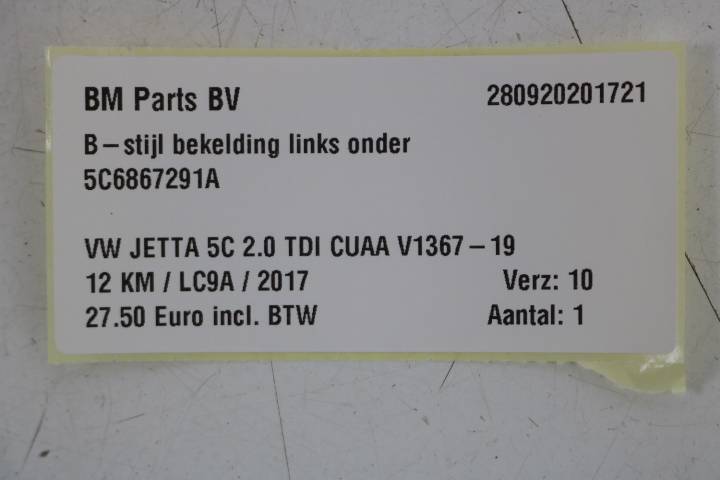 BM Parts BV 280920201721
B-stijl bekelding links onder
5C6867291A
VW JETTA 5C 2.0 TDI CUAA V1367-19
12 KM / LC9A / 2017 Verz: 10
27.50 Euro incl. BTW Aantal: 1